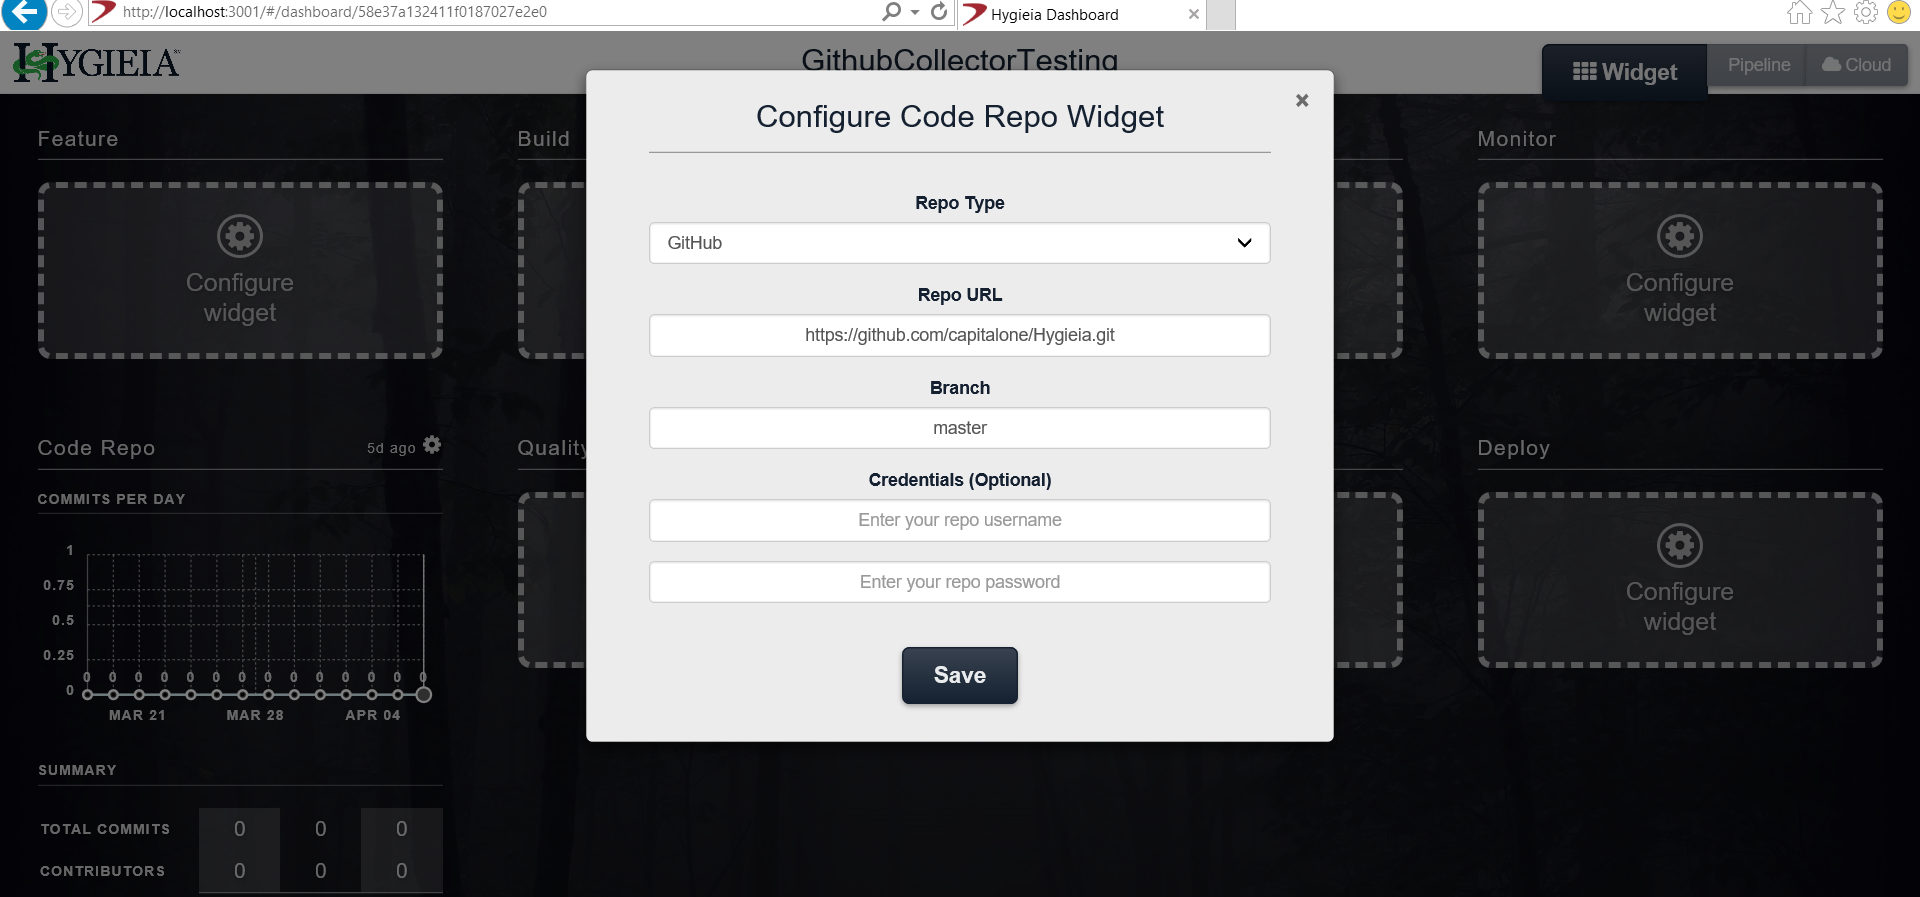 http://localhost:3001/#/dashboard/58e37a132411f0187027e2e0
Hygieia Dashboard
HYGIEIA
GithubCollectorTesting
Widget
Pipeline
Cloud
Configure Code Repo Widget
Repo Type
GitHub
Repo URL
https://github.com/capitalone/Hygieia.git
Branch
master
Credentials (Optional)
Enter your repo username
Enter your repo password
Save
Feature
Configure
widget
Build
Monitor
Configure
widget
Code Repo
5d ago
Quality
Deploy
Configure
widget
COMMITS PER DAY
1
0.75
0.5
0.25
0
0 0 0 0 0 0 0 0 0 0 0 0 0 0
MAR 21 MAR 28 APR 04
SUMMARY
TOTAL COMMITS 0 0 0
CONTRIBUTORS 0 0 0